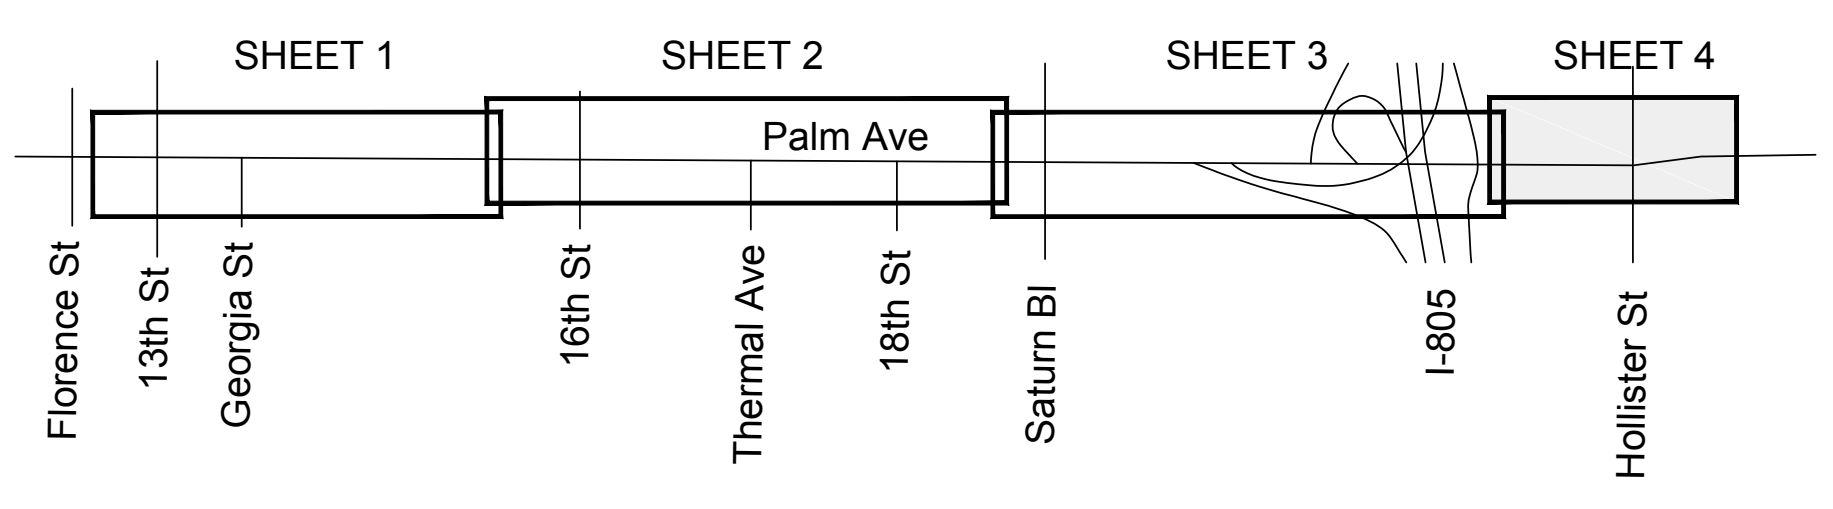 SHEET 1
SHEET 2
SHEET 3
SHEET 4
Palm Ave
Florence St
13th St
Georgia St
16th St
Thermal Ave
18th St
Saturn Bl
I-805
Hollister St